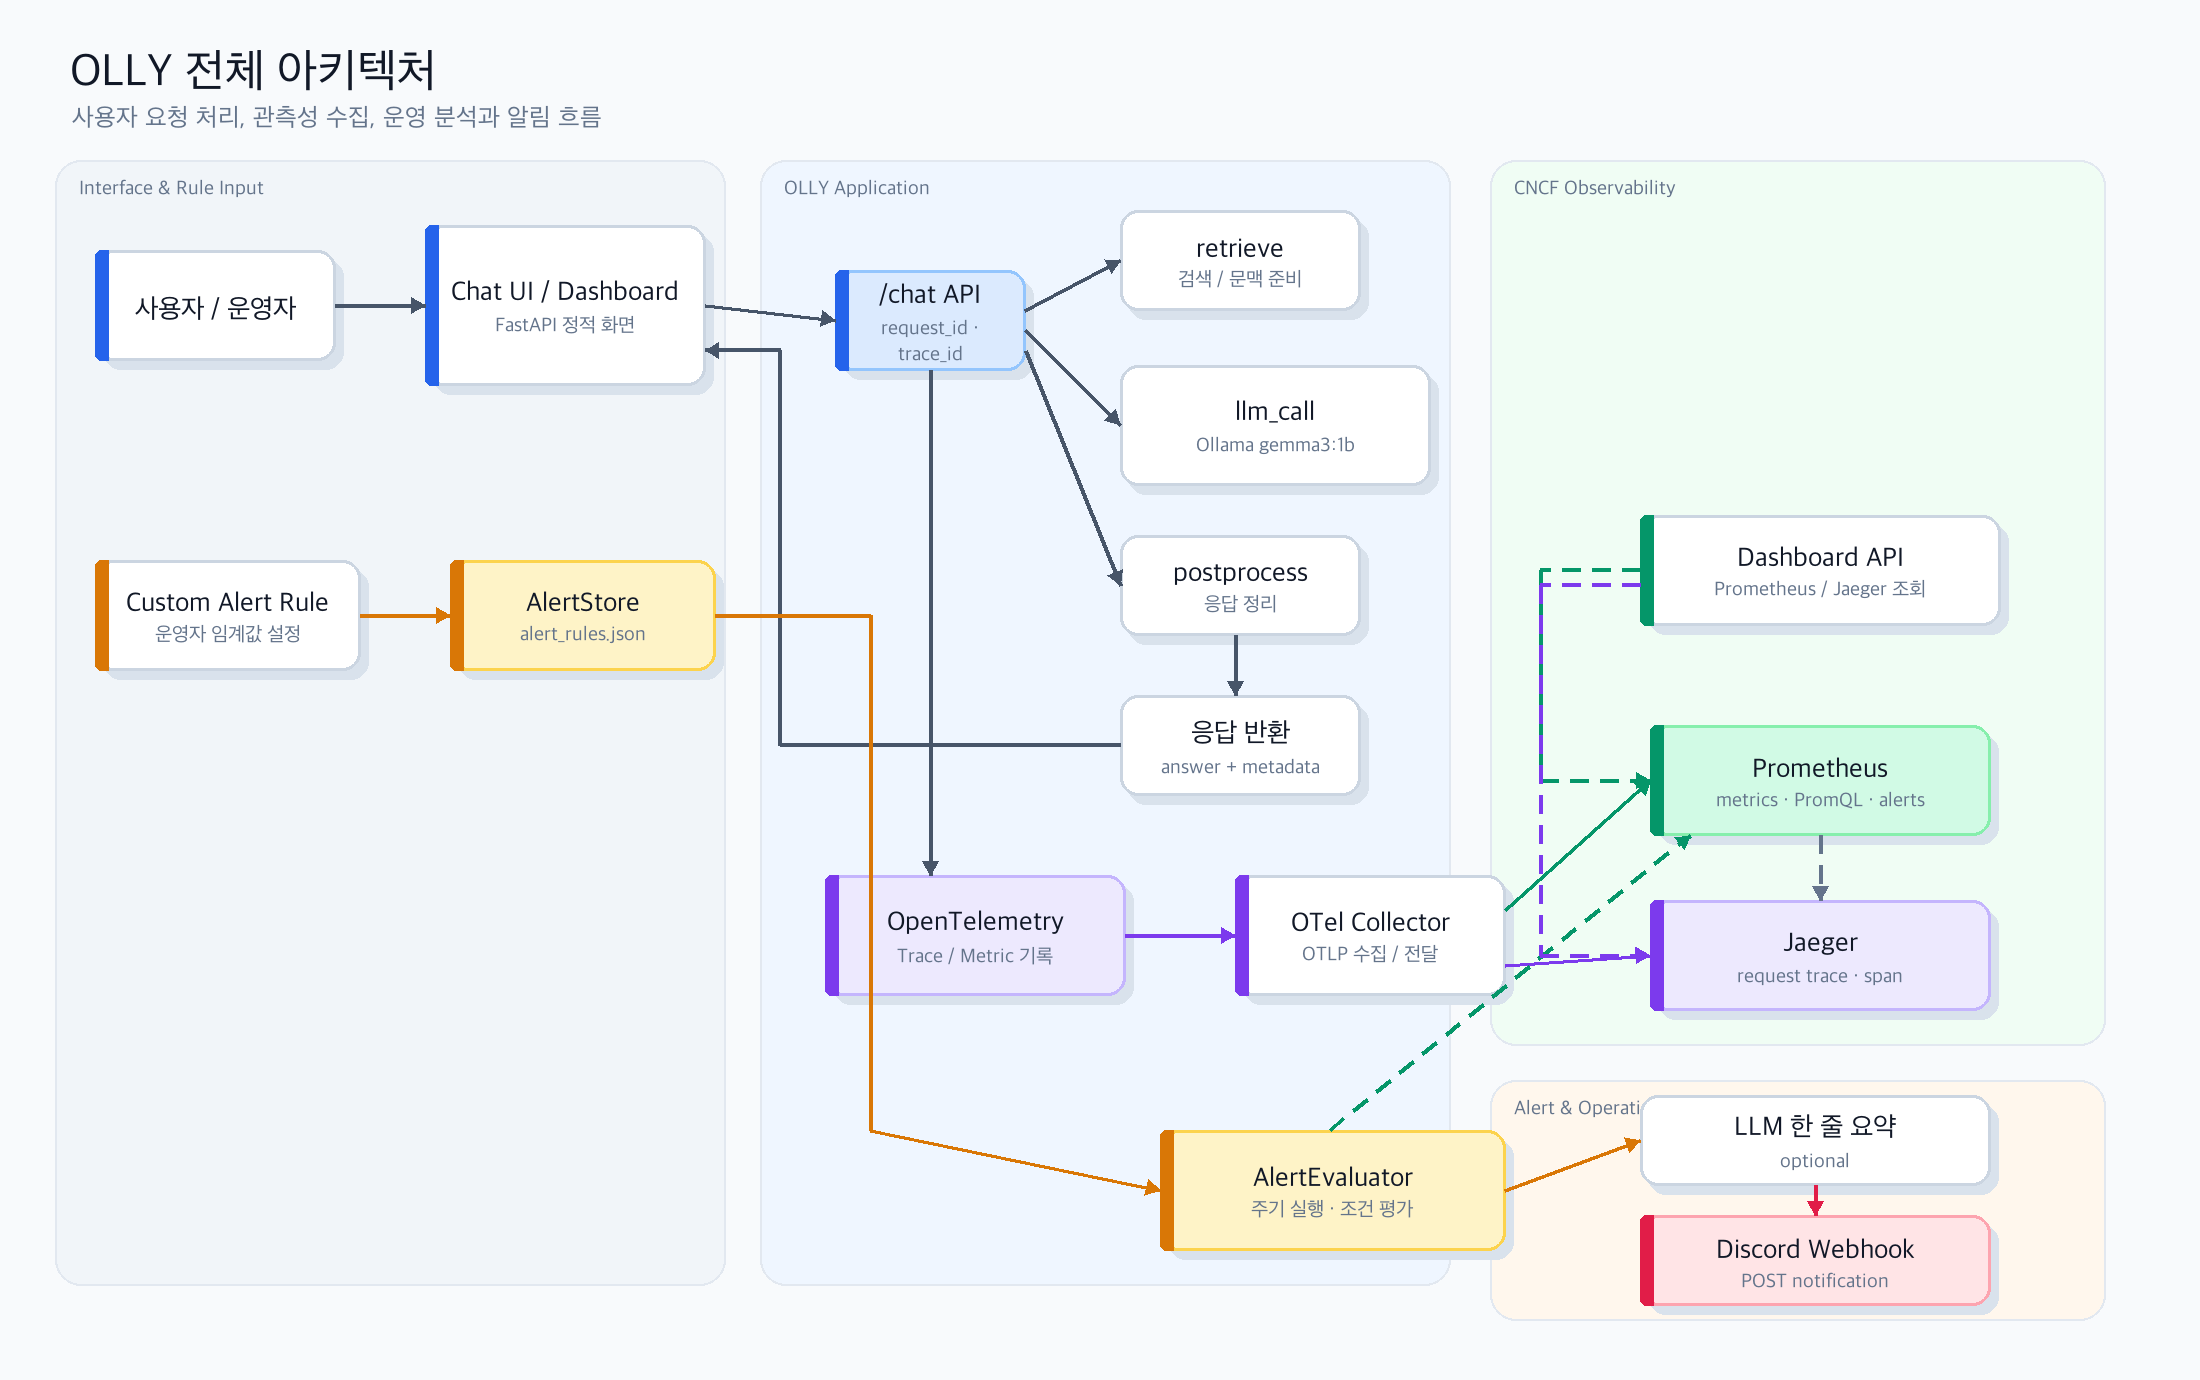 OLLY 전체 아키텍처
사용자 요청 처리, 관측성 수집, 운영 분석과 알림 흐름
Interface & Rule Input
사용자 / 운영자
Chat UI / Dashboard
FastAPI 정적 화면
Custom Alert Rule
운영자 임계값 설정
AlertStore
alert_rules.json
OLLY Application
/chat API
request_id ·
trace_id
retrieve
검색 / 문맥 준비
llm_call
Ollama gemma3:1b
postprocess
응답 정리
응답 반환
answer + metadata
OpenTelemetry
Trace / Metric 기록
OTel Collector
OTLP 수집 / 전달
AlertEvaluator
주기 실행 · 조건 평가
CNCF Observability
Dashboard API
Prometheus / Jaeger 조회
Prometheus
metrics · PromQL · alerts
Jaeger
request trace · span
Alert & Operati
LLM 한 줄 요약
optional
Discord Webhook
POST notification